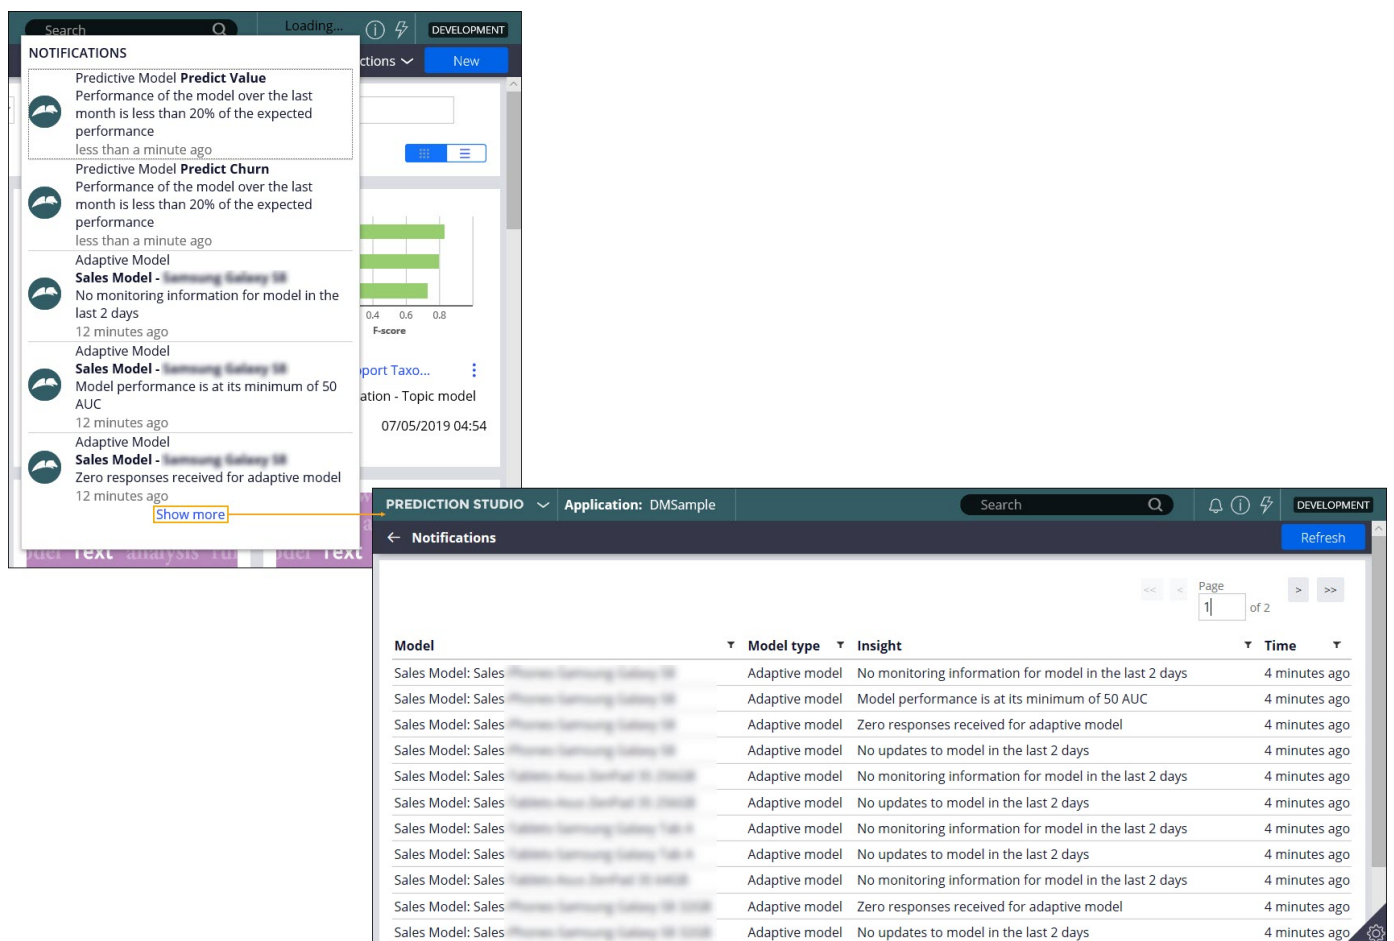 Search
Loading...
DEVELOPMENT
NOTIFICATIONS
ctions
New
Predictive Model Predict Value
Performance of the model over the last
month is less than 20% of the expected
performance
less than a minute ago
Predictive Model Predict Churn
Performance of the model over the last
month is less than 20% of the expected
performance
less than a minute ago
Adaptive Model
Sales Model -
No monitoring information for model in the
last 2 days
12 minutes ago
Adaptive Model
Sales Model -
Model performance is at its minimum of 50
AUC
12 minutes ago
Adaptive Model
Sales Model -
Zero responses received for adaptive model
12 minutes ago
Show more
0.4 0.6 0.8
F-score
port Taxo...
ation - Topic model
07/05/2019 04:54
Text analysis
Text
PREDICTION STUDIO
Application: DMSample
Search
DEVELOPMENT
Notifications
Refresh
<< < Page 1 of 2 > >>
Model Model type Insight Time
Sales Model: Sales Adaptive model No monitoring information for model in the last 2 days 4 minutes ago
Sales Model: Sales Adaptive model Model performance is at its minimum of 50 AUC 4 minutes ago
Sales Model: Sales Adaptive model Zero responses received for adaptive model 4 minutes ago
Sales Model: Sales Adaptive model No updates to model in the last 2 days 4 minutes ago
Sales Model: Sales Adaptive model No monitoring information for model in the last 2 days 4 minutes ago
Sales Model: Sales Adaptive model No updates to model in the last 2 days 4 minutes ago
Sales Model: Sales Adaptive model No monitoring information for model in the last 2 days 4 minutes ago
Sales Model: Sales Adaptive model No updates to model in the last 2 days 4 minutes ago
Sales Model: Sales Adaptive model No monitoring information for model in the last 2 days 4 minutes ago
Sales Model: Sales Adaptive model Zero responses received for adaptive model 4 minutes ago
Sales Model: Sales Adaptive model No updates to model in the last 2 days 4 minutes ago